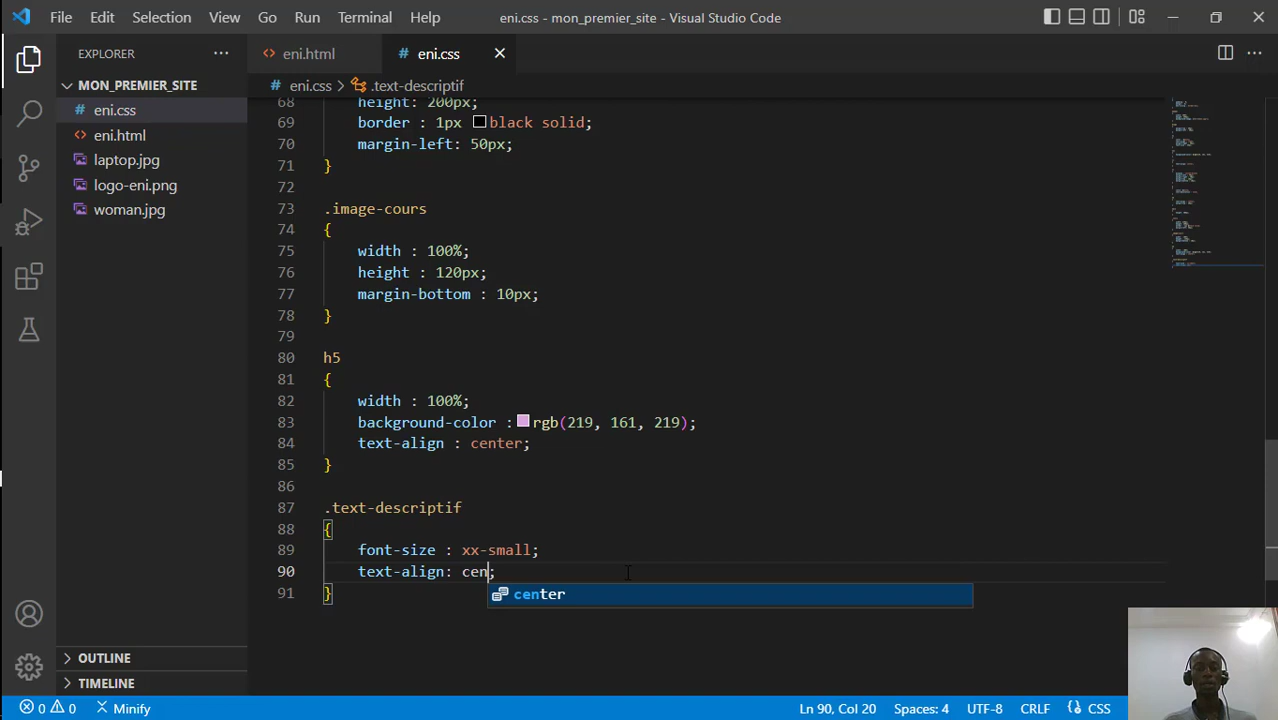 File Edit Selection View Go Run Terminal Help eni.css - mon_premier_site - Visual Studio Code
EXPLORER
eni.html
eni.css
MON_PREMIER_SITE
eni.css
eni.html
laptop.jpg
logo-eni.png
woman.jpg
OUTLINE
TIMELINE
eni.css > .text-descriptif
68 height: 200px;
69 border : 1px black solid;
70 margin-left: 50px;
71 }
72
73 .image-cours
74 {
75 width : 100%;
76 height : 120px;
77 margin-bottom : 10px;
78 }
79
80 h5
81 {
82 width : 100%;
83 background-color :rgb(219, 161, 219);
84 text-align : center;
85 }
86
87 .text-descriptif
88 {
89 font-size : xx-small;
90 text-align: cen;
center
91 }
0 0 Minify Ln 90, Col 20 Spaces: 4 UTF-8 CRLF CSS